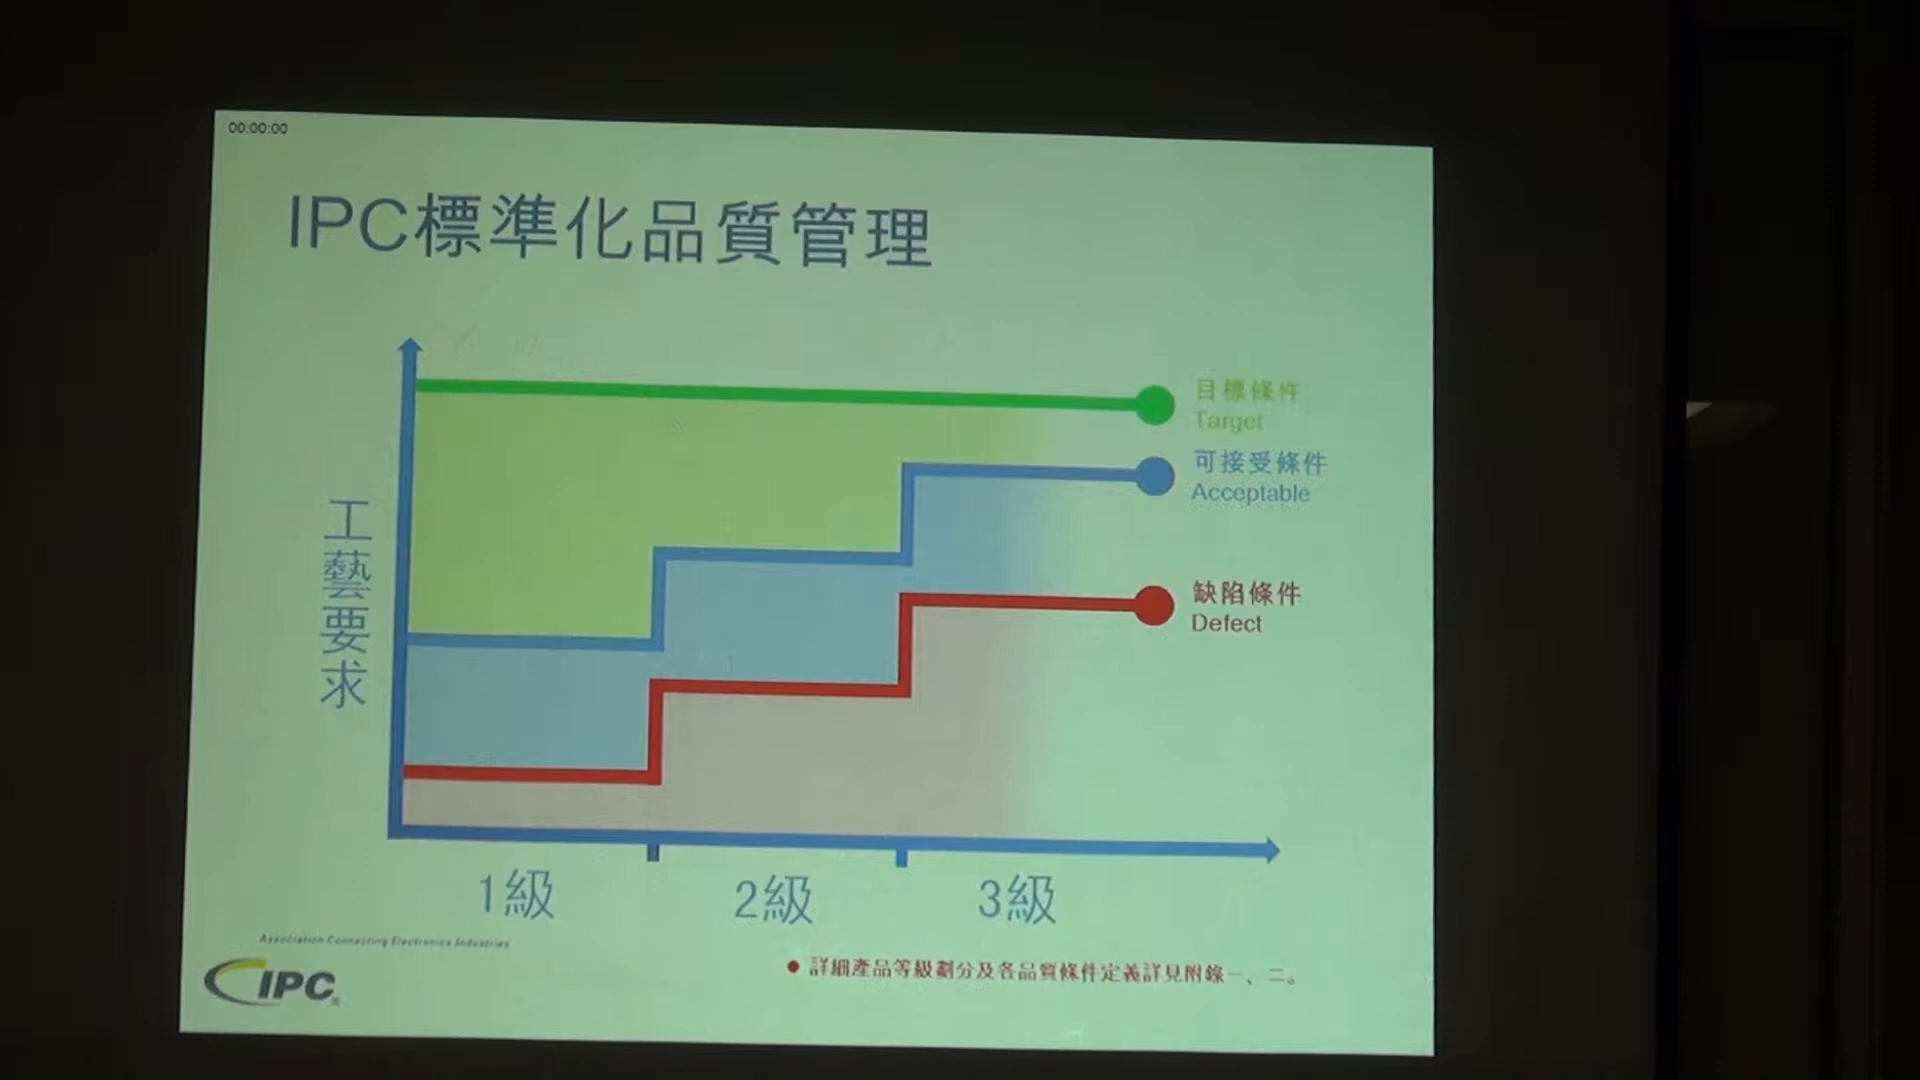 00:00:00
IPC標準化品質管理
目標條件
Target
可接受條件
Acceptable
缺陷條件
Defect
工藝要求
1級
2級
3級
Association Connecting Electronics Industries
IPC®
● 詳細產品等級劃分及各品質條件定義詳見附錄一、二。